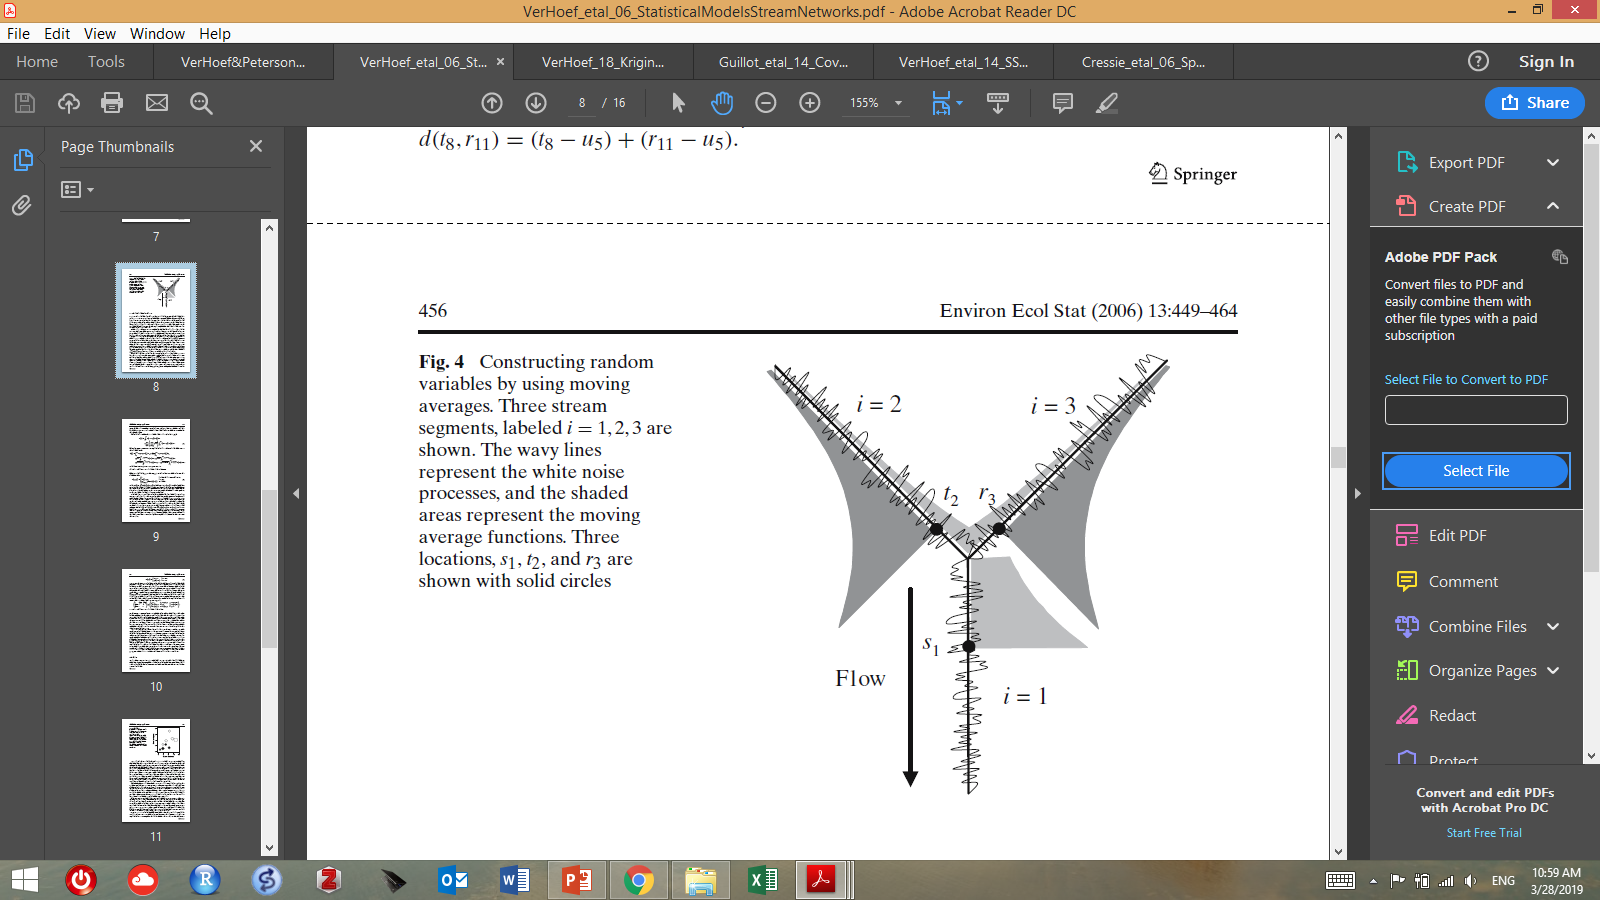 VerHoef_etal_06_StatisticalModelsStreamNetworks.pdf - Adobe Acrobat Reader DC
File Edit View Window Help
Home Tools VerHoef&Peterson... VerHoef_etal_06_St... × VerHoef_18_Krigin... Guillot_etal_14_Cov... VerHoef_etal_14_SS... Cressie_etal_06_Sp... ? Sign In
8 / 16 155% Share
Page Thumbnails
7
8
9
10
11
d(t₈, r₁₁) = (t₈ − u₅) + (r₁₁ − u₅).
Springer
456 Environ Ecol Stat (2006) 13:449–464
Fig. 4 Constructing random
variables by using moving
averages. Three stream
segments, labeled i = 1, 2, 3 are
shown. The wavy lines
represent the white noise
processes, and the shaded
areas represent the moving
average functions. Three
locations, s₁, t₂, and r₃ are
shown with solid circles
i = 2
i = 3
t₂ r₃
s₁
Flow
i = 1
Export PDF
Create PDF
Adobe PDF Pack
Convert files to PDF and
easily combine them with
other file types with a paid
subscription
Select File to Convert to PDF
Select File
Edit PDF
Comment
Combine Files
Organize Pages
Redact
Protect
Convert and edit PDFs
with Acrobat Pro DC
Start Free Trial
ENG
10:59 AM
3/28/2019